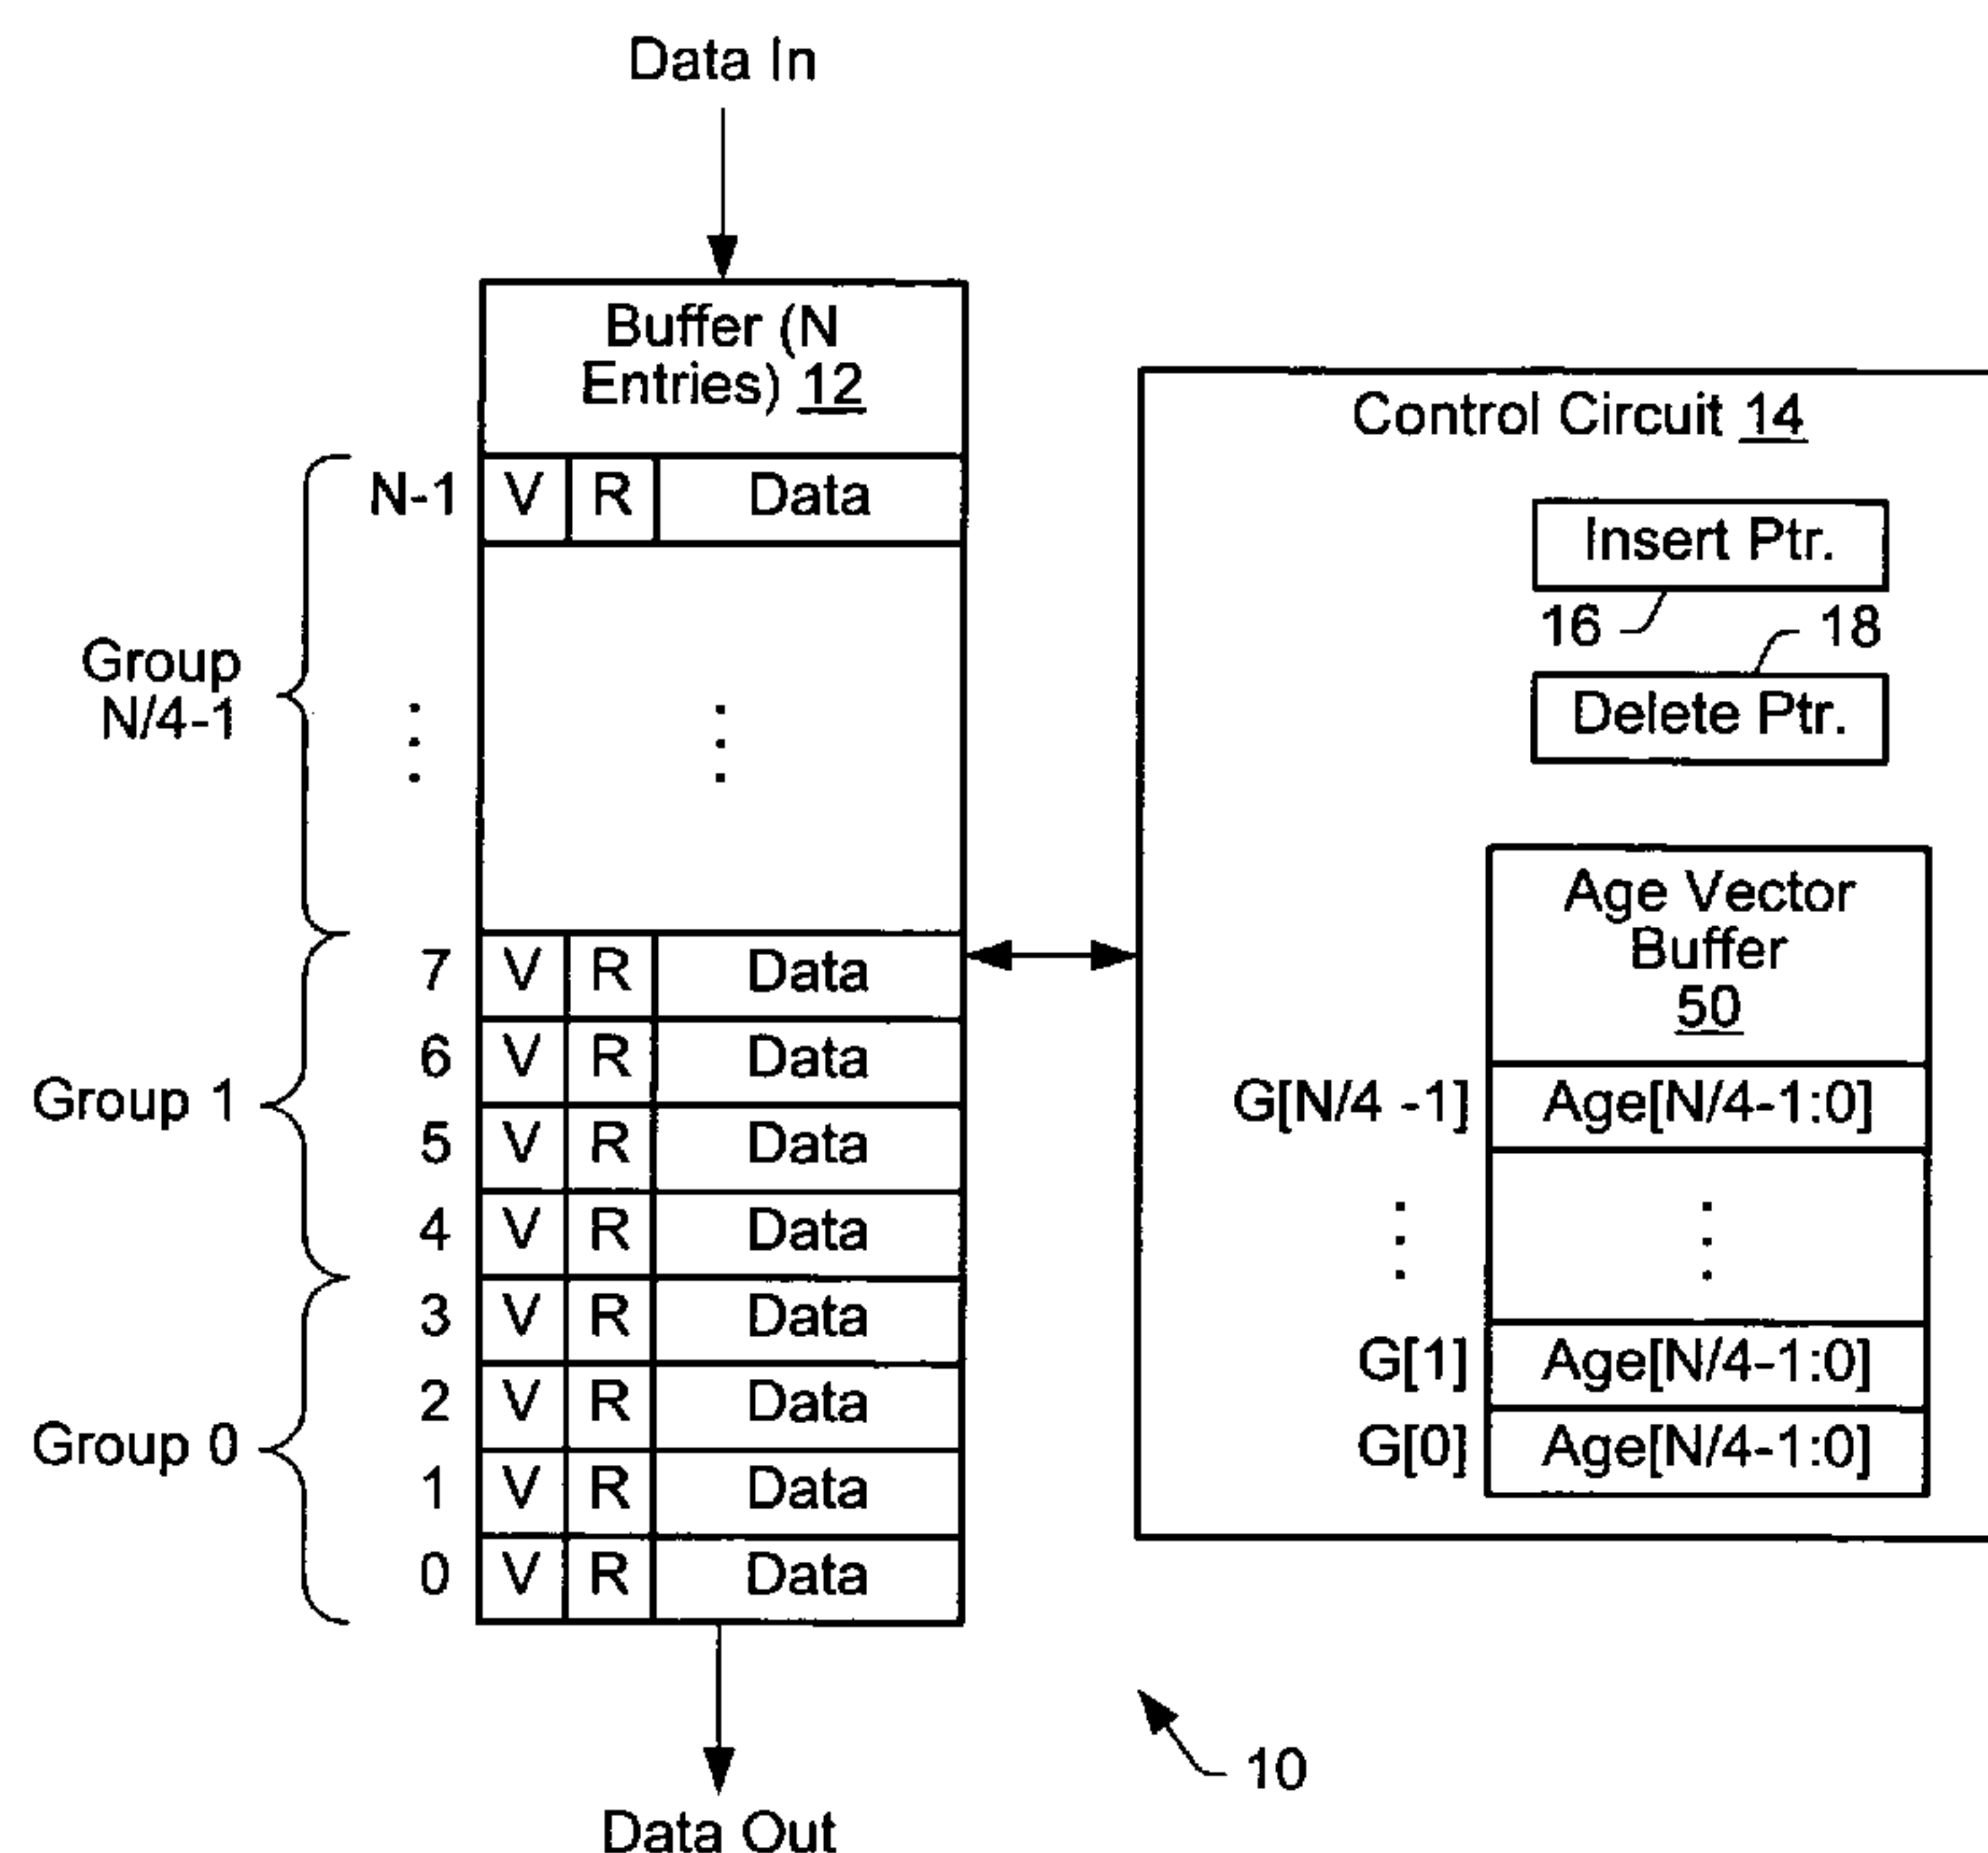 Data In
Buffer (N
Entries) 12
N-1 V R Data
Group
N/4-1
7 V R Data
6 V R Data
Group 1
5 V R Data
4 V R Data
3 V R Data
2 V R Data
Group 0
1 V R Data
0 V R Data
Data Out
Control Circuit 14
Insert Ptr.
16
18
Delete Ptr.
Age Vector
Buffer
50
G[N/4 -1] Age[N/4-1:0]
G[1] Age[N/4-1:0]
G[0] Age[N/4-1:0]
10